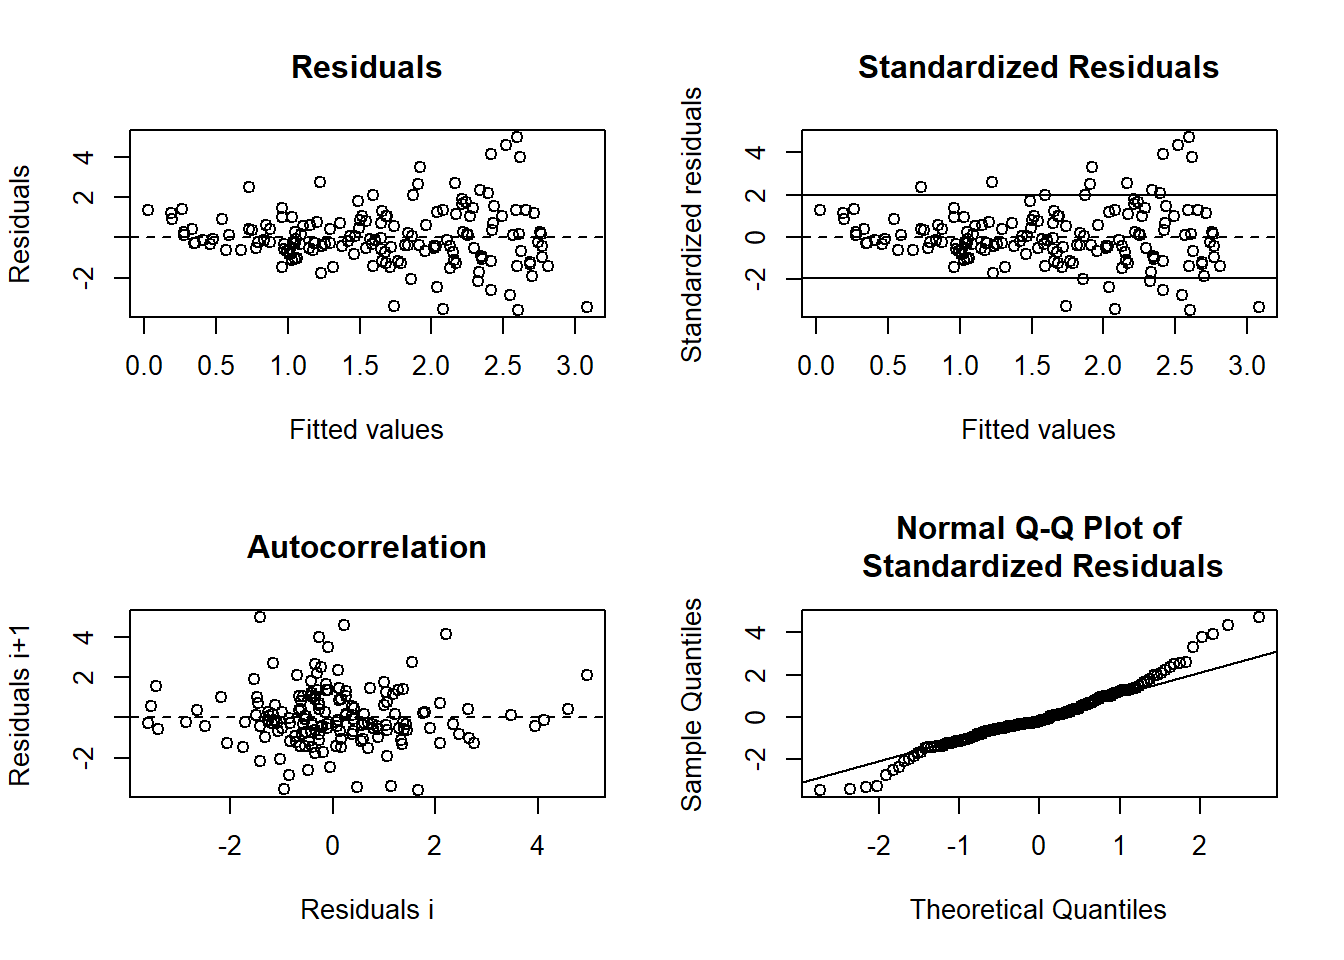 Residuals
Residuals
4
2
-2
0.0 0.5 1.0 1.5 2.0 2.5 3.0
Fitted values
Standardized Residuals
Standardized residuals
4
2
0
-2
0.0 0.5 1.0 1.5 2.0 2.5 3.0
Fitted values
Autocorrelation
Residuals i+1
4
2
-2
-2 0 2 4
Residuals i
Normal Q-Q Plot of
Standardized Residuals
Sample Quantiles
4
2
0
-2
-2 -1 0 1 2
Theoretical Quantiles